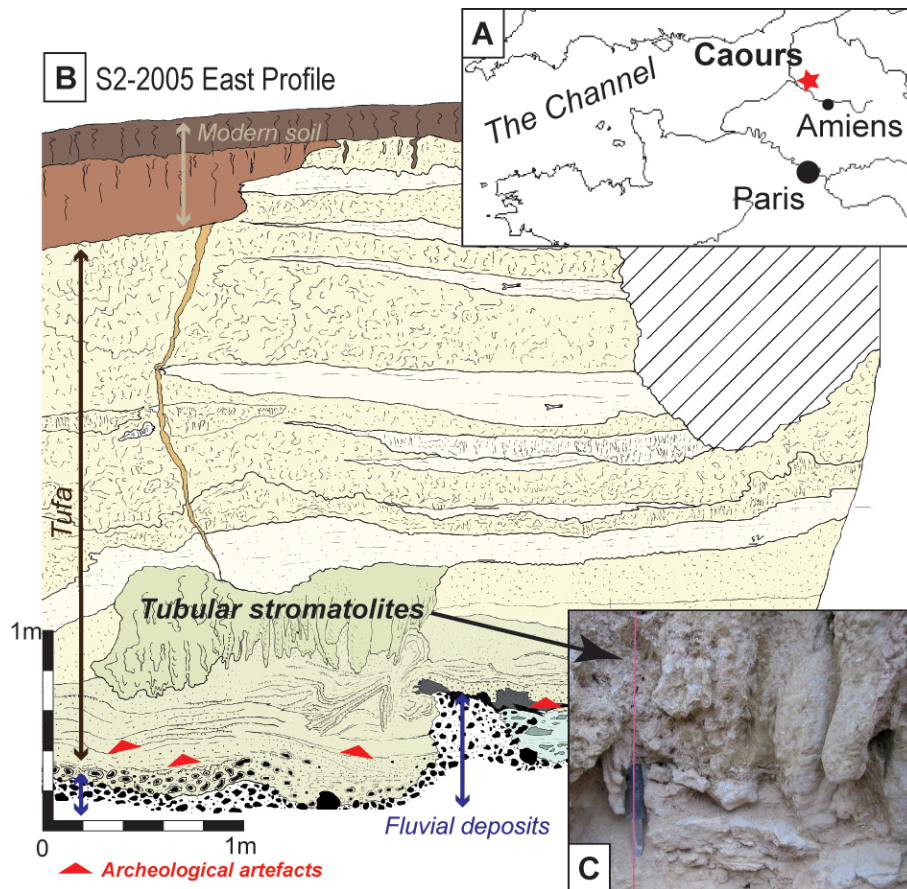 A
Caours
The Channel
Amiens
Paris
B S2-2005 East Profile
Modern soil
Tufa
Tubular stromatolites
1m
Fluvial deposits
0 1m
Archeological artefacts
C